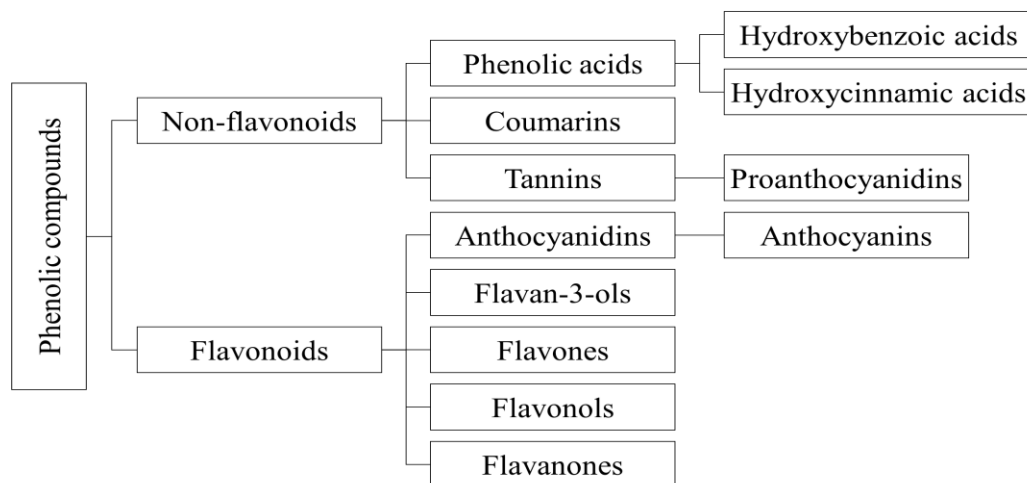 Phenolic compounds
Non-flavonoids
Phenolic acids
Hydroxybenzoic acids
Hydroxycinnamic acids
Coumarins
Tannins
Proanthocyanidins
Flavonoids
Anthocyanidins
Anthocyanins
Flavan-3-ols
Flavones
Flavonols
Flavanones